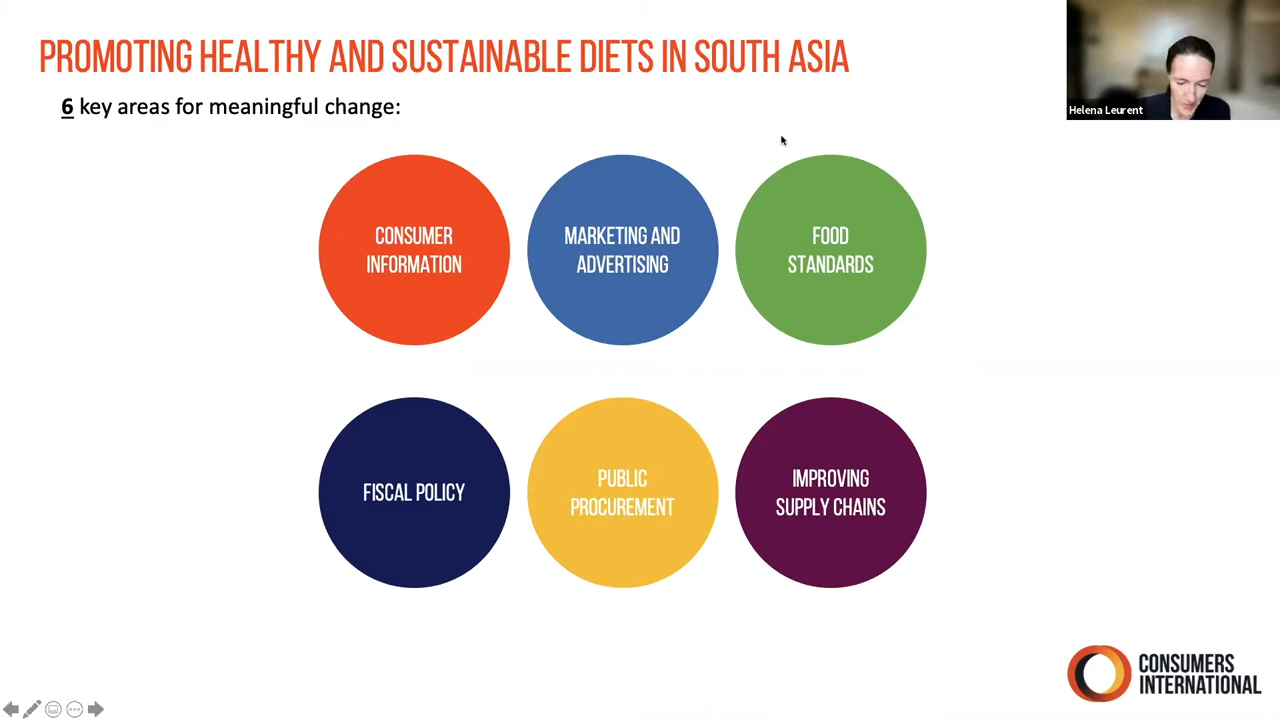 PROMOTING HEALTHY AND SUSTAINABLE DIETS IN SOUTH ASIA
6 key areas for meaningful change:
Helena Leurent
CONSUMER
INFORMATION
MARKETING AND
ADVERTISING
FOOD
STANDARDS
FISCAL POLICY
PUBLIC
PROCUREMENT
IMPROVING
SUPPLY CHAINS
CONSUMERS
INTERNATIONAL